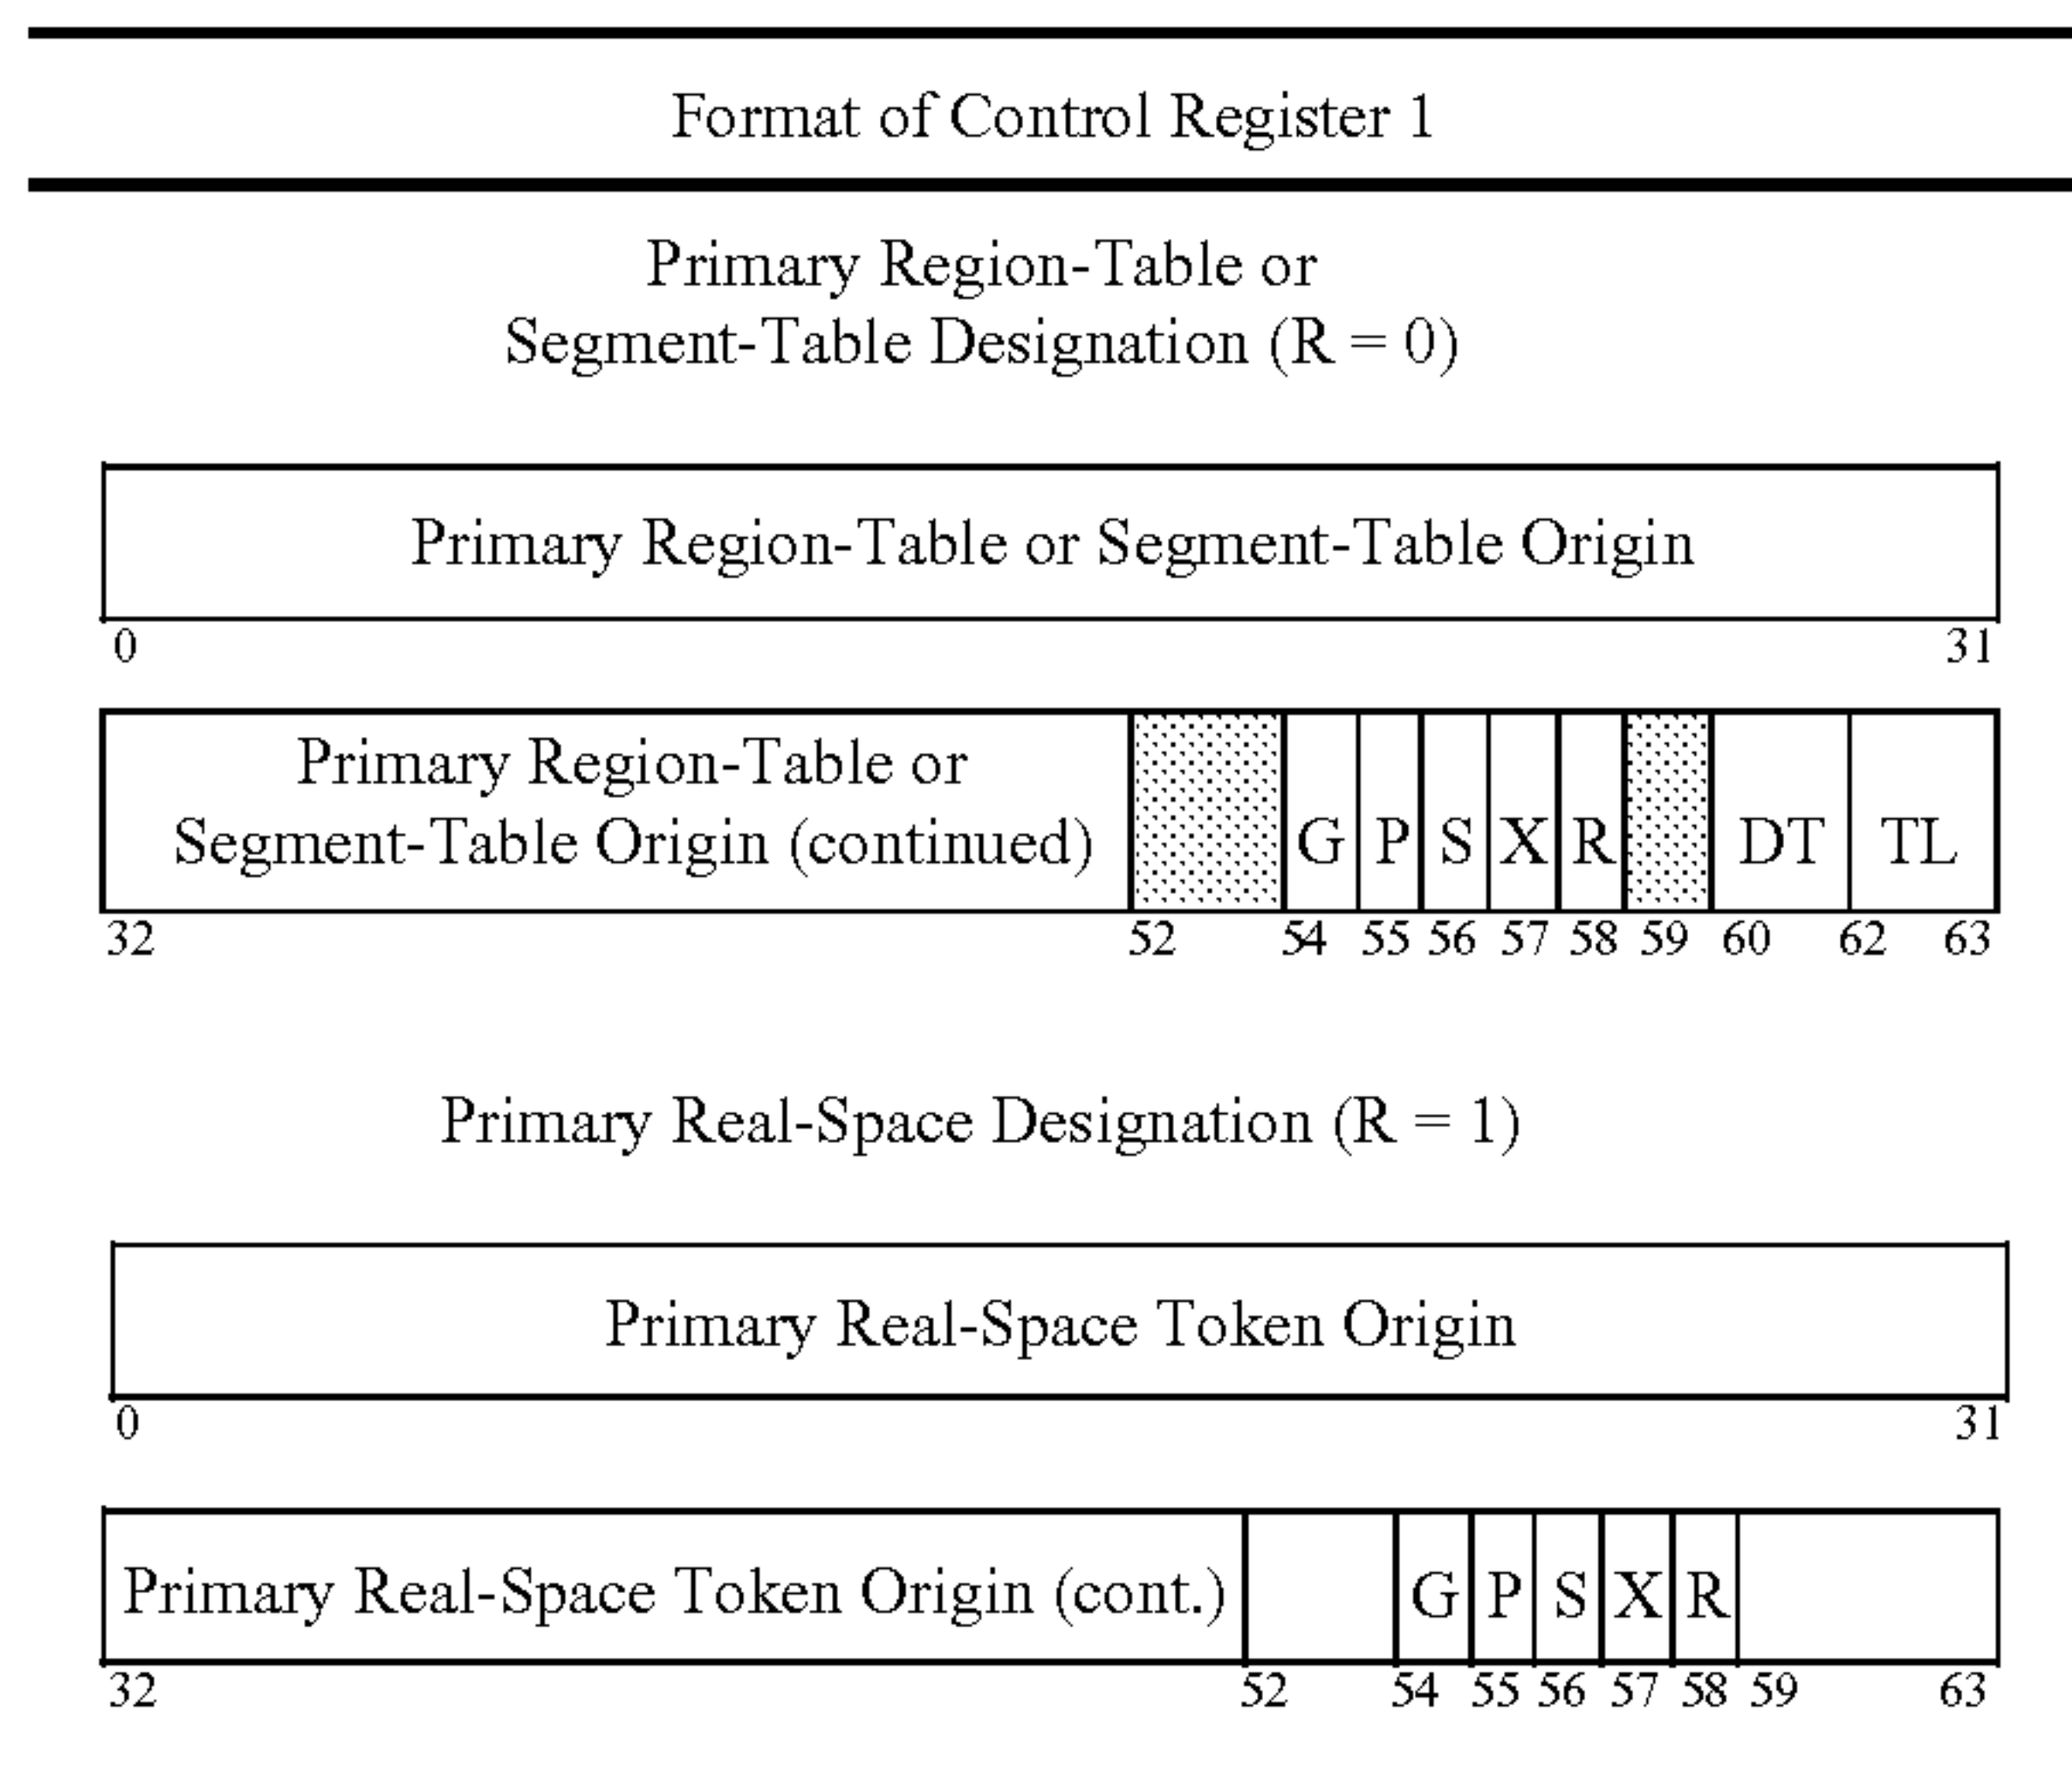 Format of Control Register 1
Primary Region-Table or
Segment-Table Designation (R = 0)
Primary Region-Table or Segment-Table Origin
0 31
Primary Region-Table or
Segment-Table Origin (continued) G P S X R DT TL
32 52 54 55 56 57 58 59 60 62 63
Primary Real-Space Designation (R = 1)
Primary Real-Space Token Origin
0 31
Primary Real-Space Token Origin (cont.) G P S X R
32 52 54 55 56 57 58 59 63